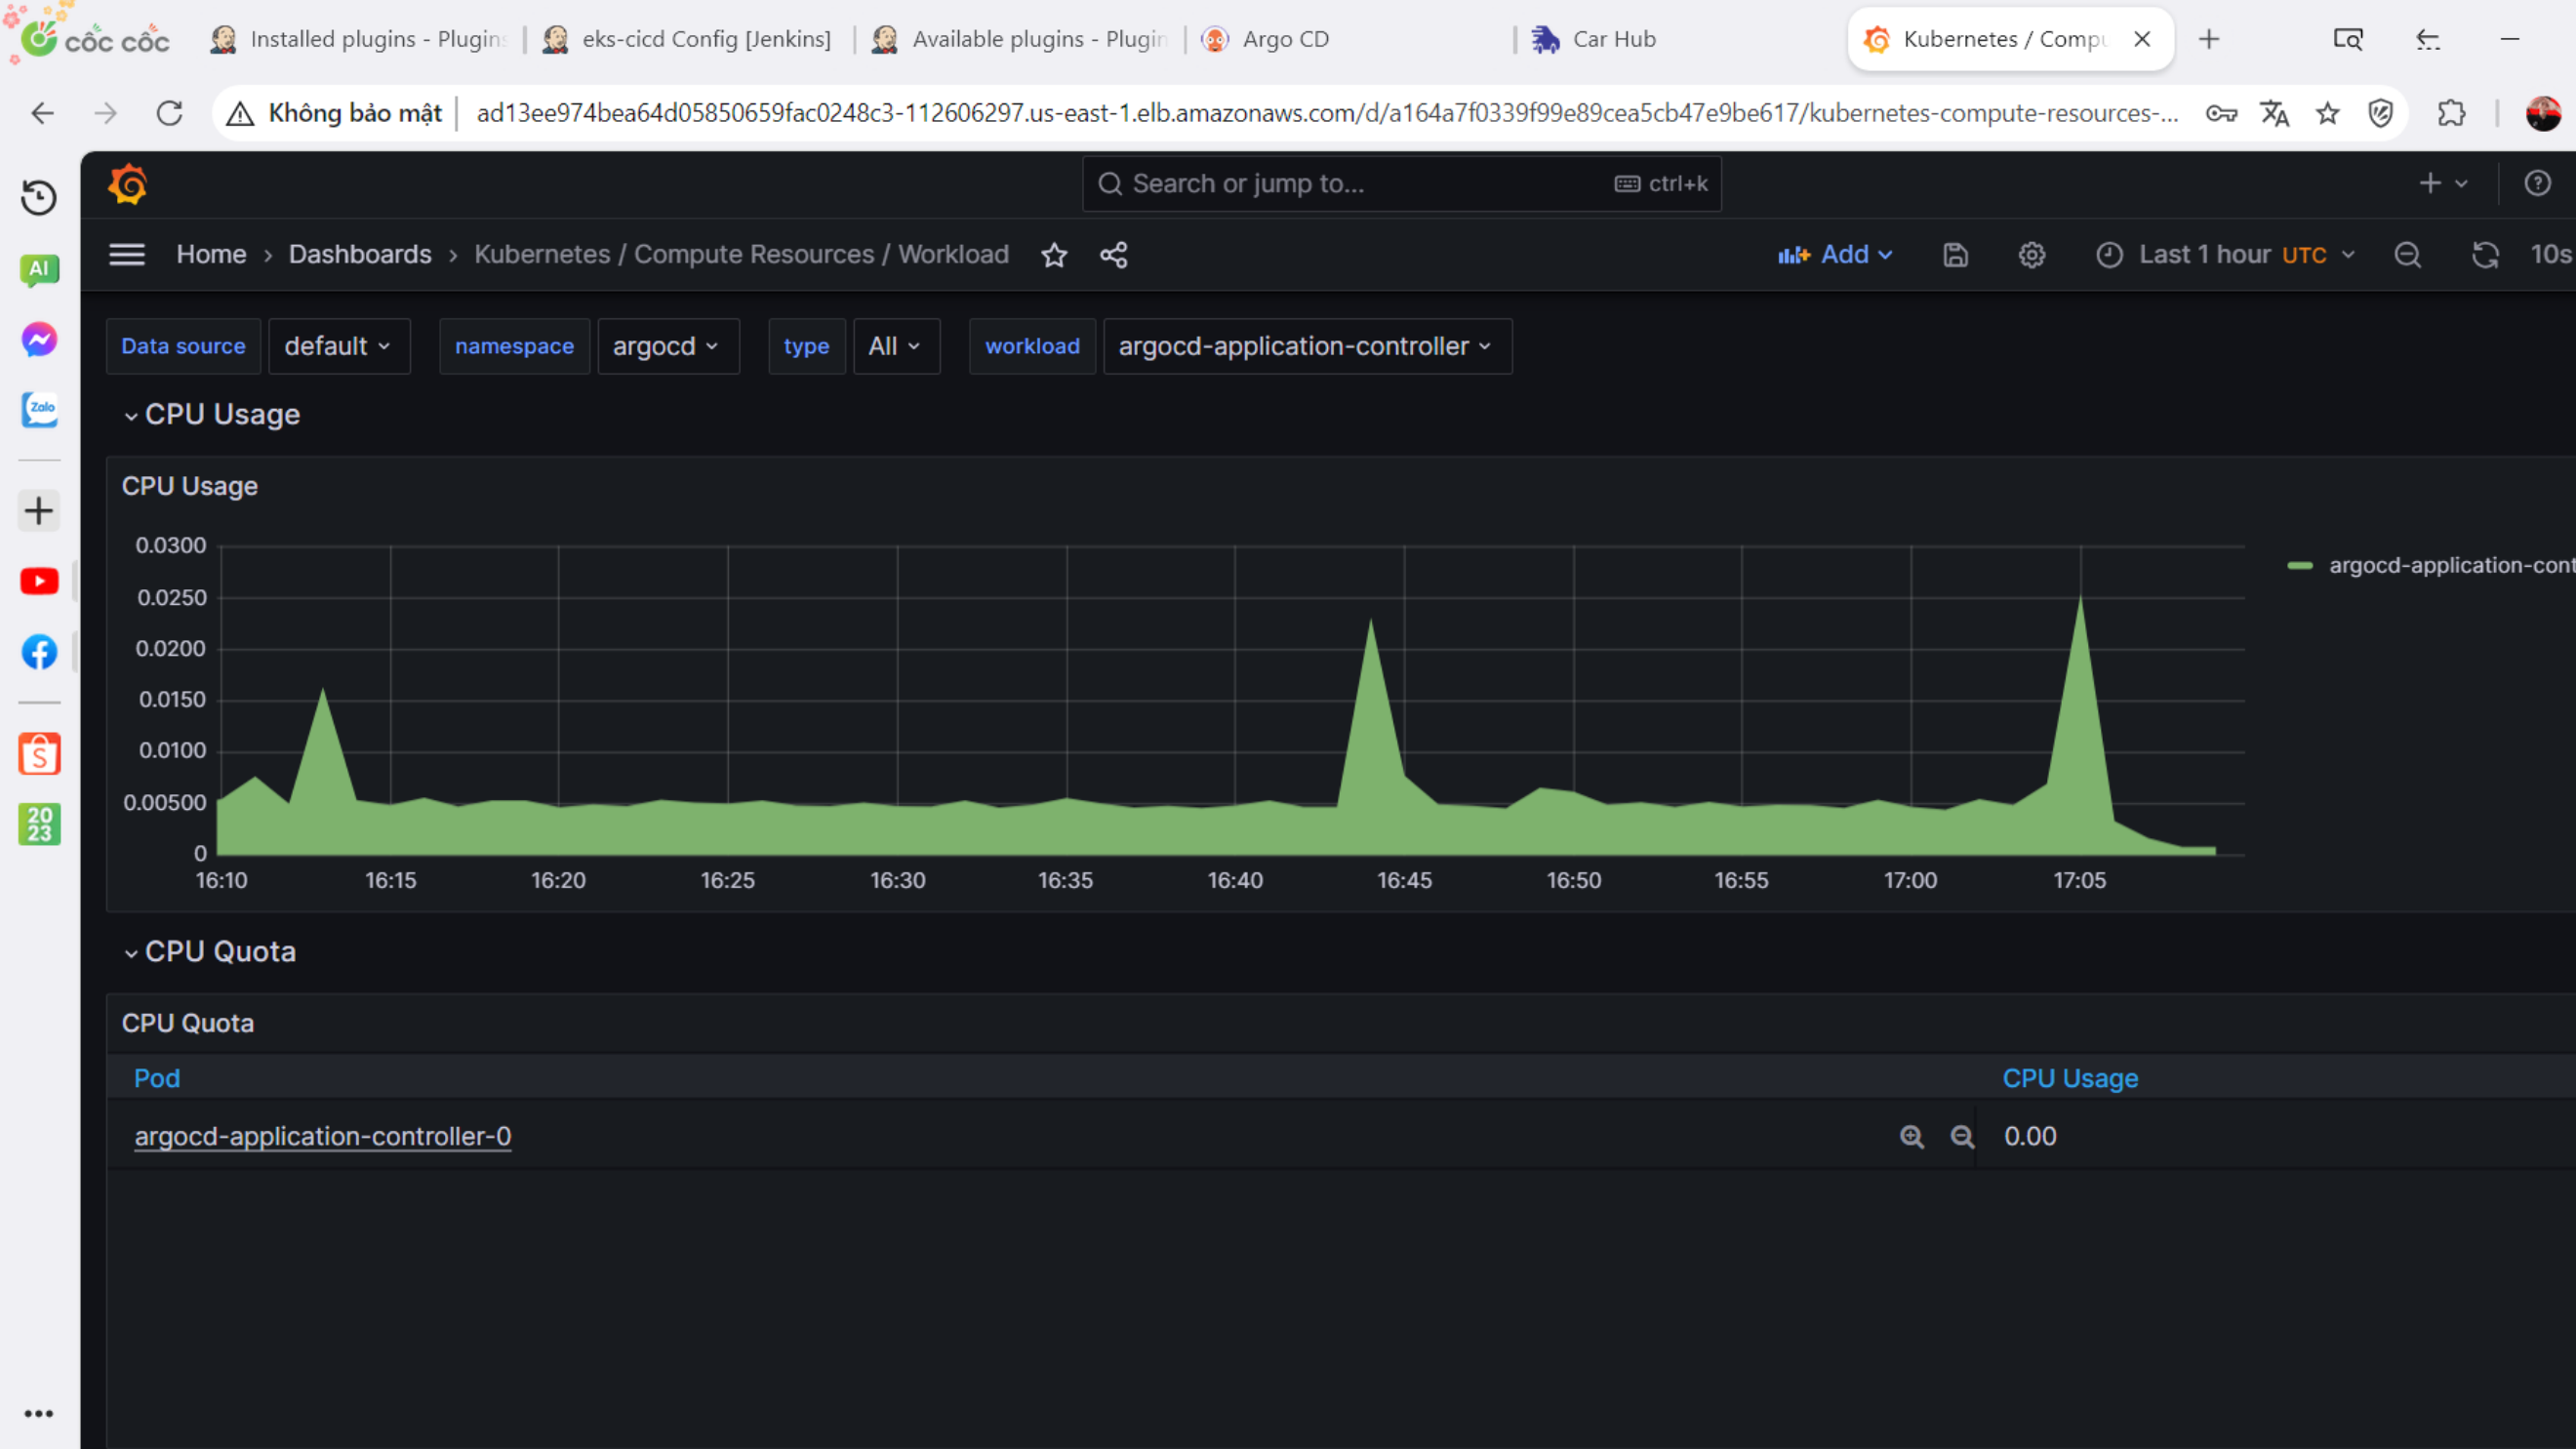 cốc cốc Installed plugins - Plugins eks-cicd Config [Jenkins] Available plugins - Plugin Argo CD Car Hub Kubernetes / Compu
Không bảo mật ad13ee974bea64d05850659fac0248c3-112606297.us-east-1.elb.amazonaws.com/d/a164a7f0339f99e89cea5cb47e9be617/kubernetes-compute-resources-...
Search or jump to... ctrl+k
Home › Dashboards › Kubernetes / Compute Resources / Workload Add Last 1 hour UTC 10s
AI
Zalo
20
23
Data source default namespace argocd type All workload argocd-application-controller
CPU Usage
CPU Usage
0.0300
0.0250
0.0200
0.0150
0.0100
0.00500
0
16:10 16:15 16:20 16:25 16:30 16:35 16:40 16:45 16:50 16:55 17:00 17:05
argocd-application-cont
CPU Quota
CPU Quota
Pod CPU Usage
argocd-application-controller-0 0.00